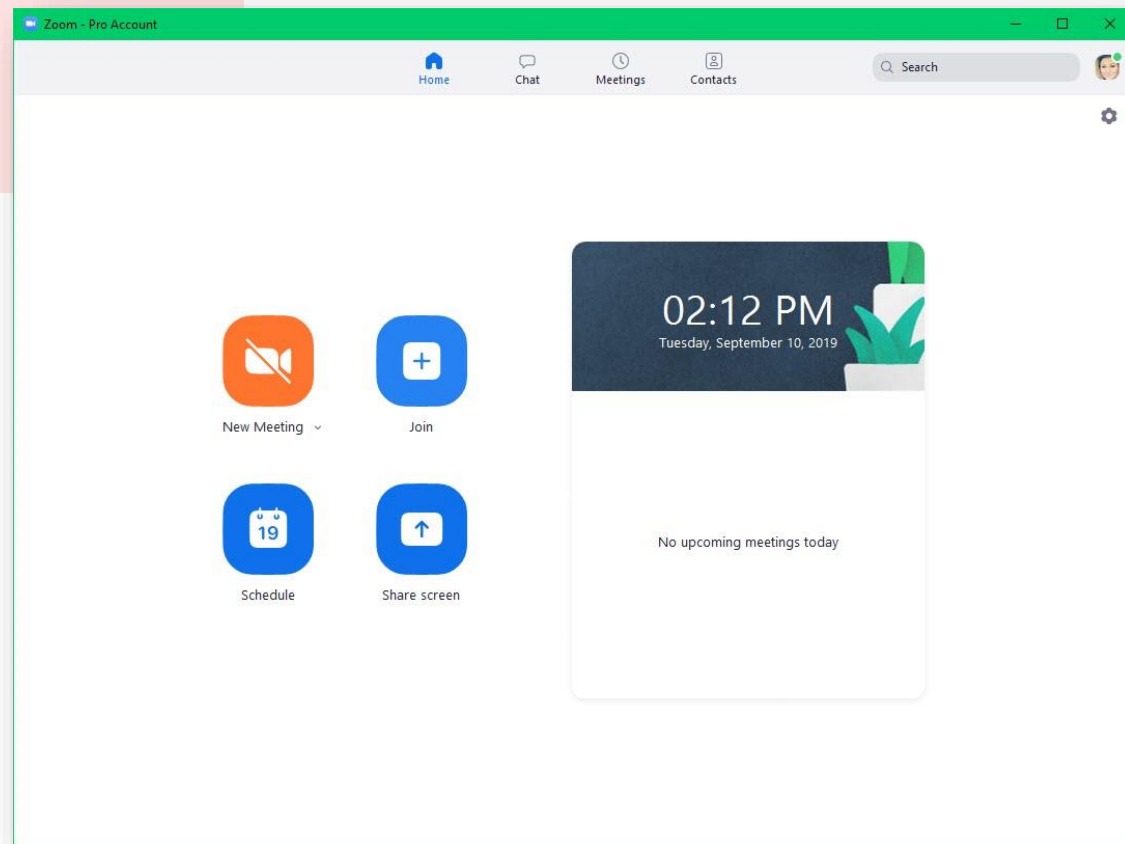 Zoom - Pro Account
Home
Chat
Meetings
Contacts
Search
New Meeting
Join
19
Schedule
Share screen
02:12 PM
Tuesday, September 10, 2019
No upcoming meetings today